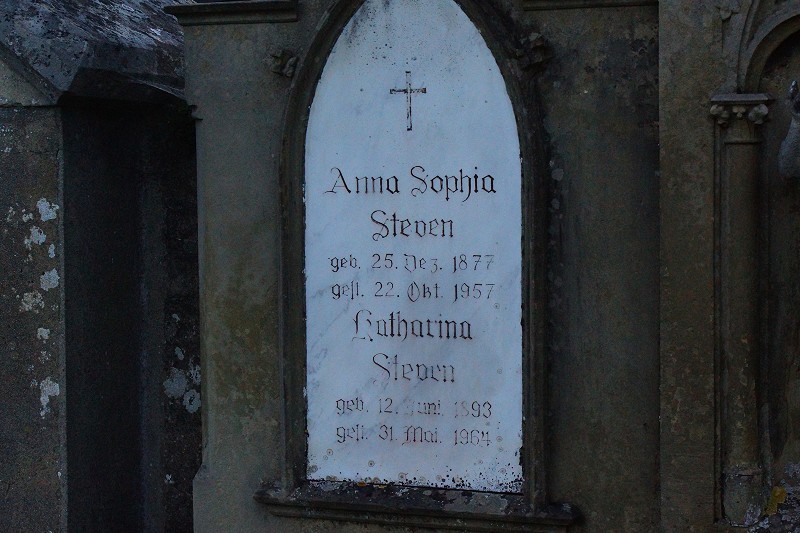 Anna Sophia
Steven
geb. 25. Dez. 1877
gest. 22. Okt. 1957
Katharina
Steven
geb. 12. Juni 1893
gest. 31. Mai. 1964